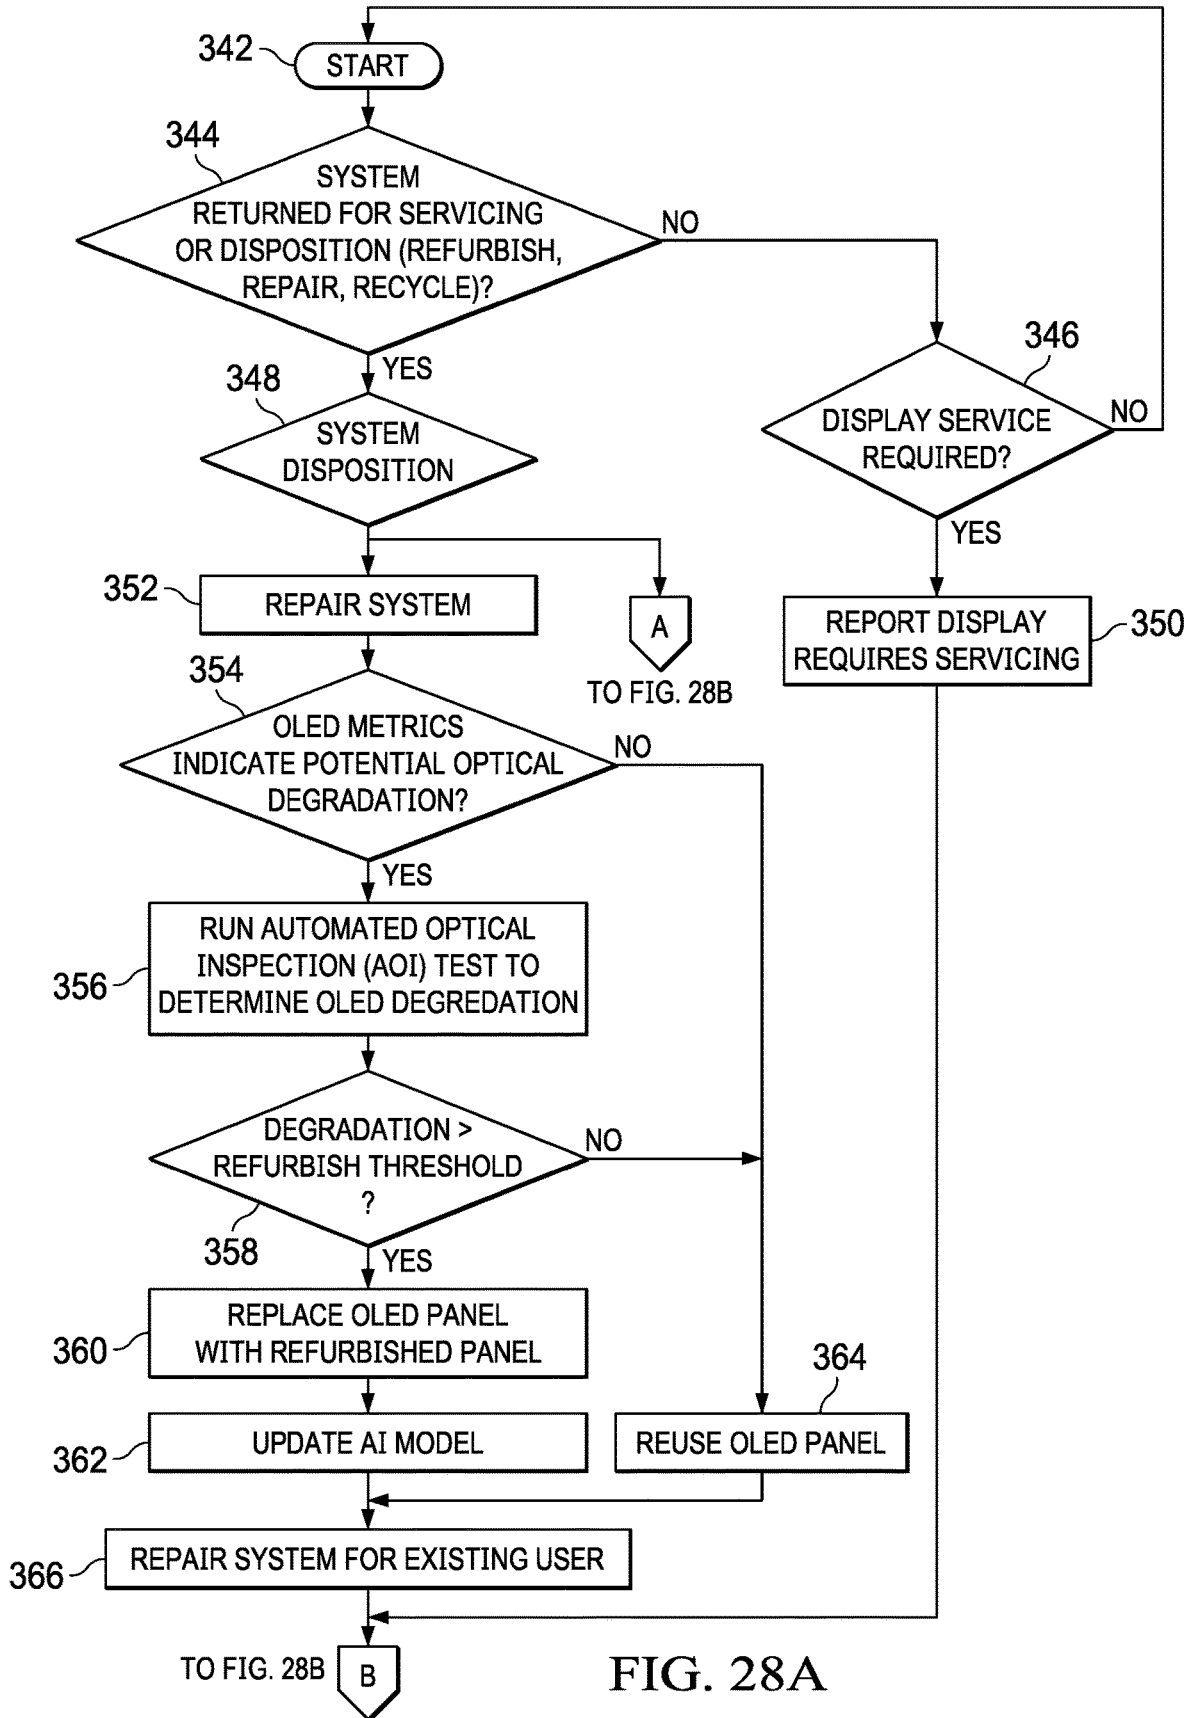 342
START
344
SYSTEM
RETURNED FOR SERVICING
OR DISPOSITION (REFURBISH,
REPAIR, RECYCLE)?
NO
YES
346
DISPLAY SERVICE
REQUIRED?
NO
YES
348
SYSTEM
DISPOSITION
352
REPAIR SYSTEM
A
TO FIG. 28B
REPORT DISPLAY
REQUIRES SERVICING
350
354
OLED METRICS
INDICATE POTENTIAL OPTICAL
DEGRADATION?
NO
YES
356
RUN AUTOMATED OPTICAL
INSPECTION (AOI) TEST TO
DETERMINE OLED DEGREDATION
DEGRADATION >
REFURBISH THRESHOLD
?
NO
358
YES
360
REPLACE OLED PANEL
WITH REFURBISHED PANEL
364
362
UPDATE AI MODEL
REUSE OLED PANEL
366
REPAIR SYSTEM FOR EXISTING USER
TO FIG. 28B
B
FIG. 28A